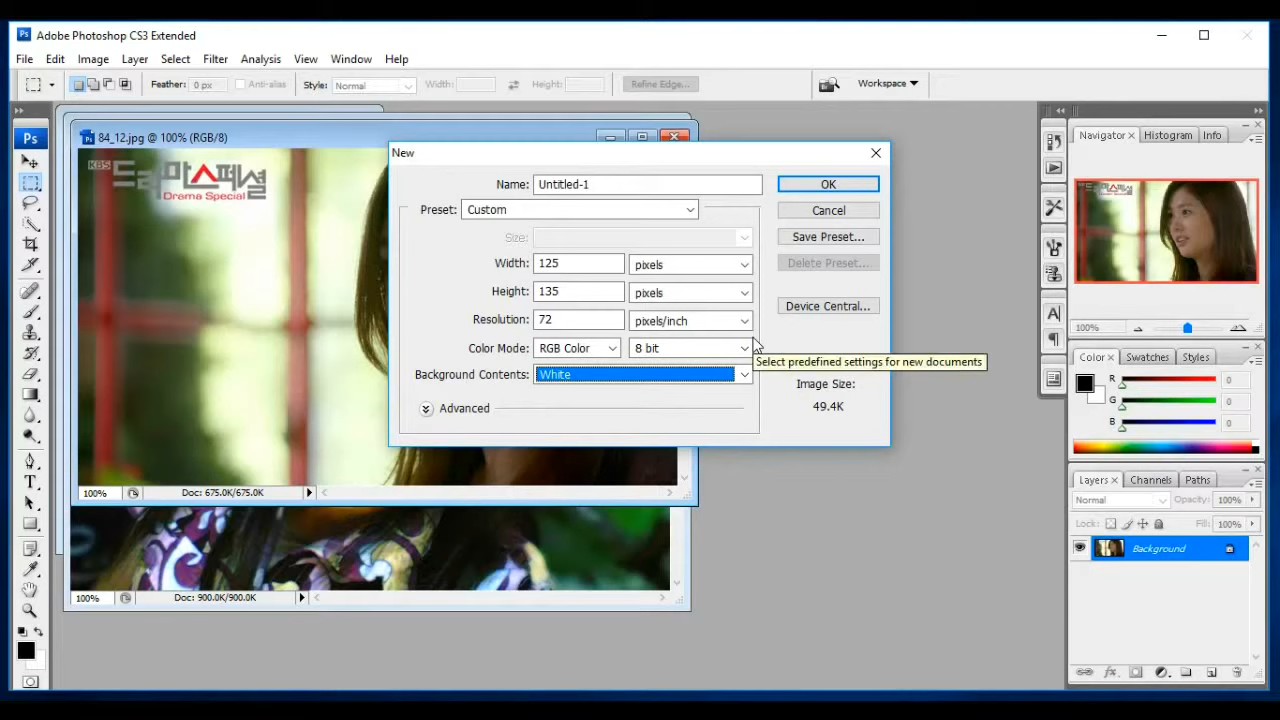 Adobe Photoshop CS3 Extended
File Edit Image Layer Select Filter Analysis View Window Help
Feather: 0 px Anti-alias Style: Normal Width: Height: Refine Edge... Workspace
84_12.jpg @ 100% (RGB/8)
KBS 드라마스페셜
Drama Special
New
Name: Untitled-1 OK
Preset: Custom Cancel
Size: Save Preset...
Width: 125 pixels Delete Preset...
Height: 135 pixels Device Central...
Resolution: 72 pixels/inch
Color Mode: RGB Color 8 bit
Select predefined settings for new documents
Background Contents: White Image Size:
Advanced 49.4K
100% Doc: 675.0K/675.0K
100% Doc: 900.0K/900.0K
Ps
Navigator Histogram Info
100%
Color Swatches Styles
R 0
G 0
B 0
Layers Channels Paths
Normal Opacity: 100%
Lock: Fill: 100%
Background